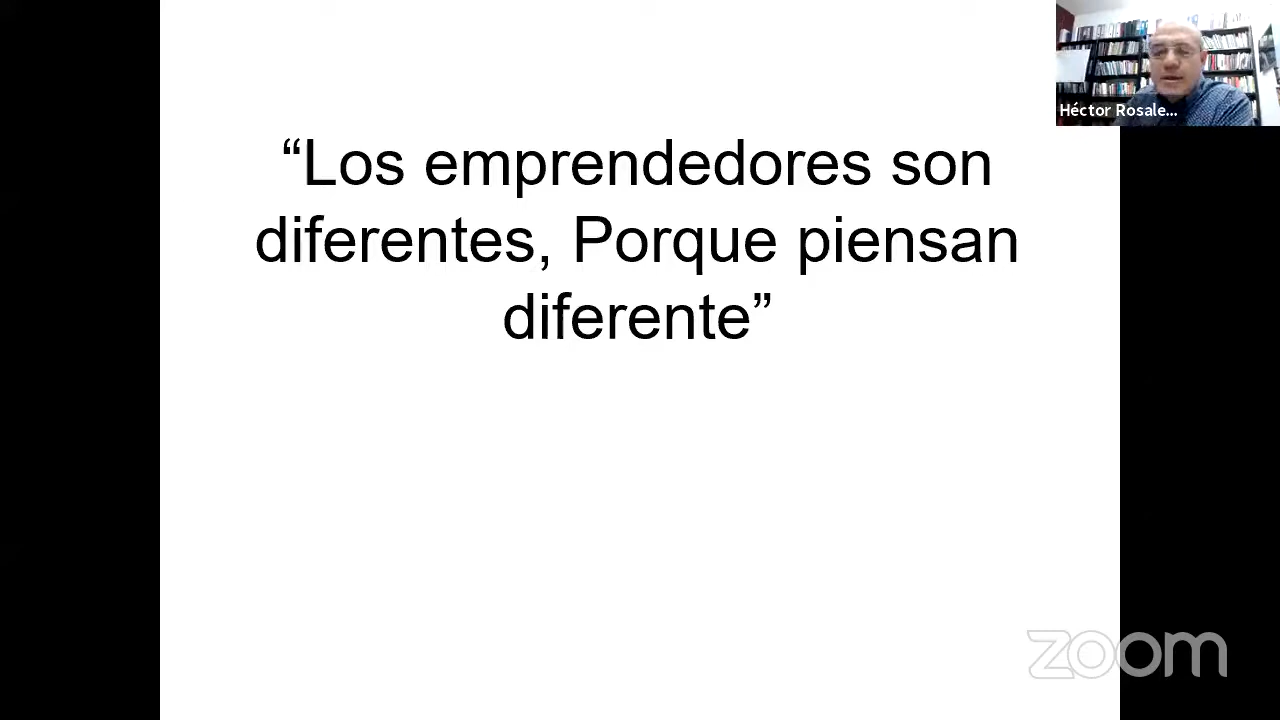 Héctor Rosale...
“Los emprendedores son
diferentes, Porque piensan
diferente”
zoom